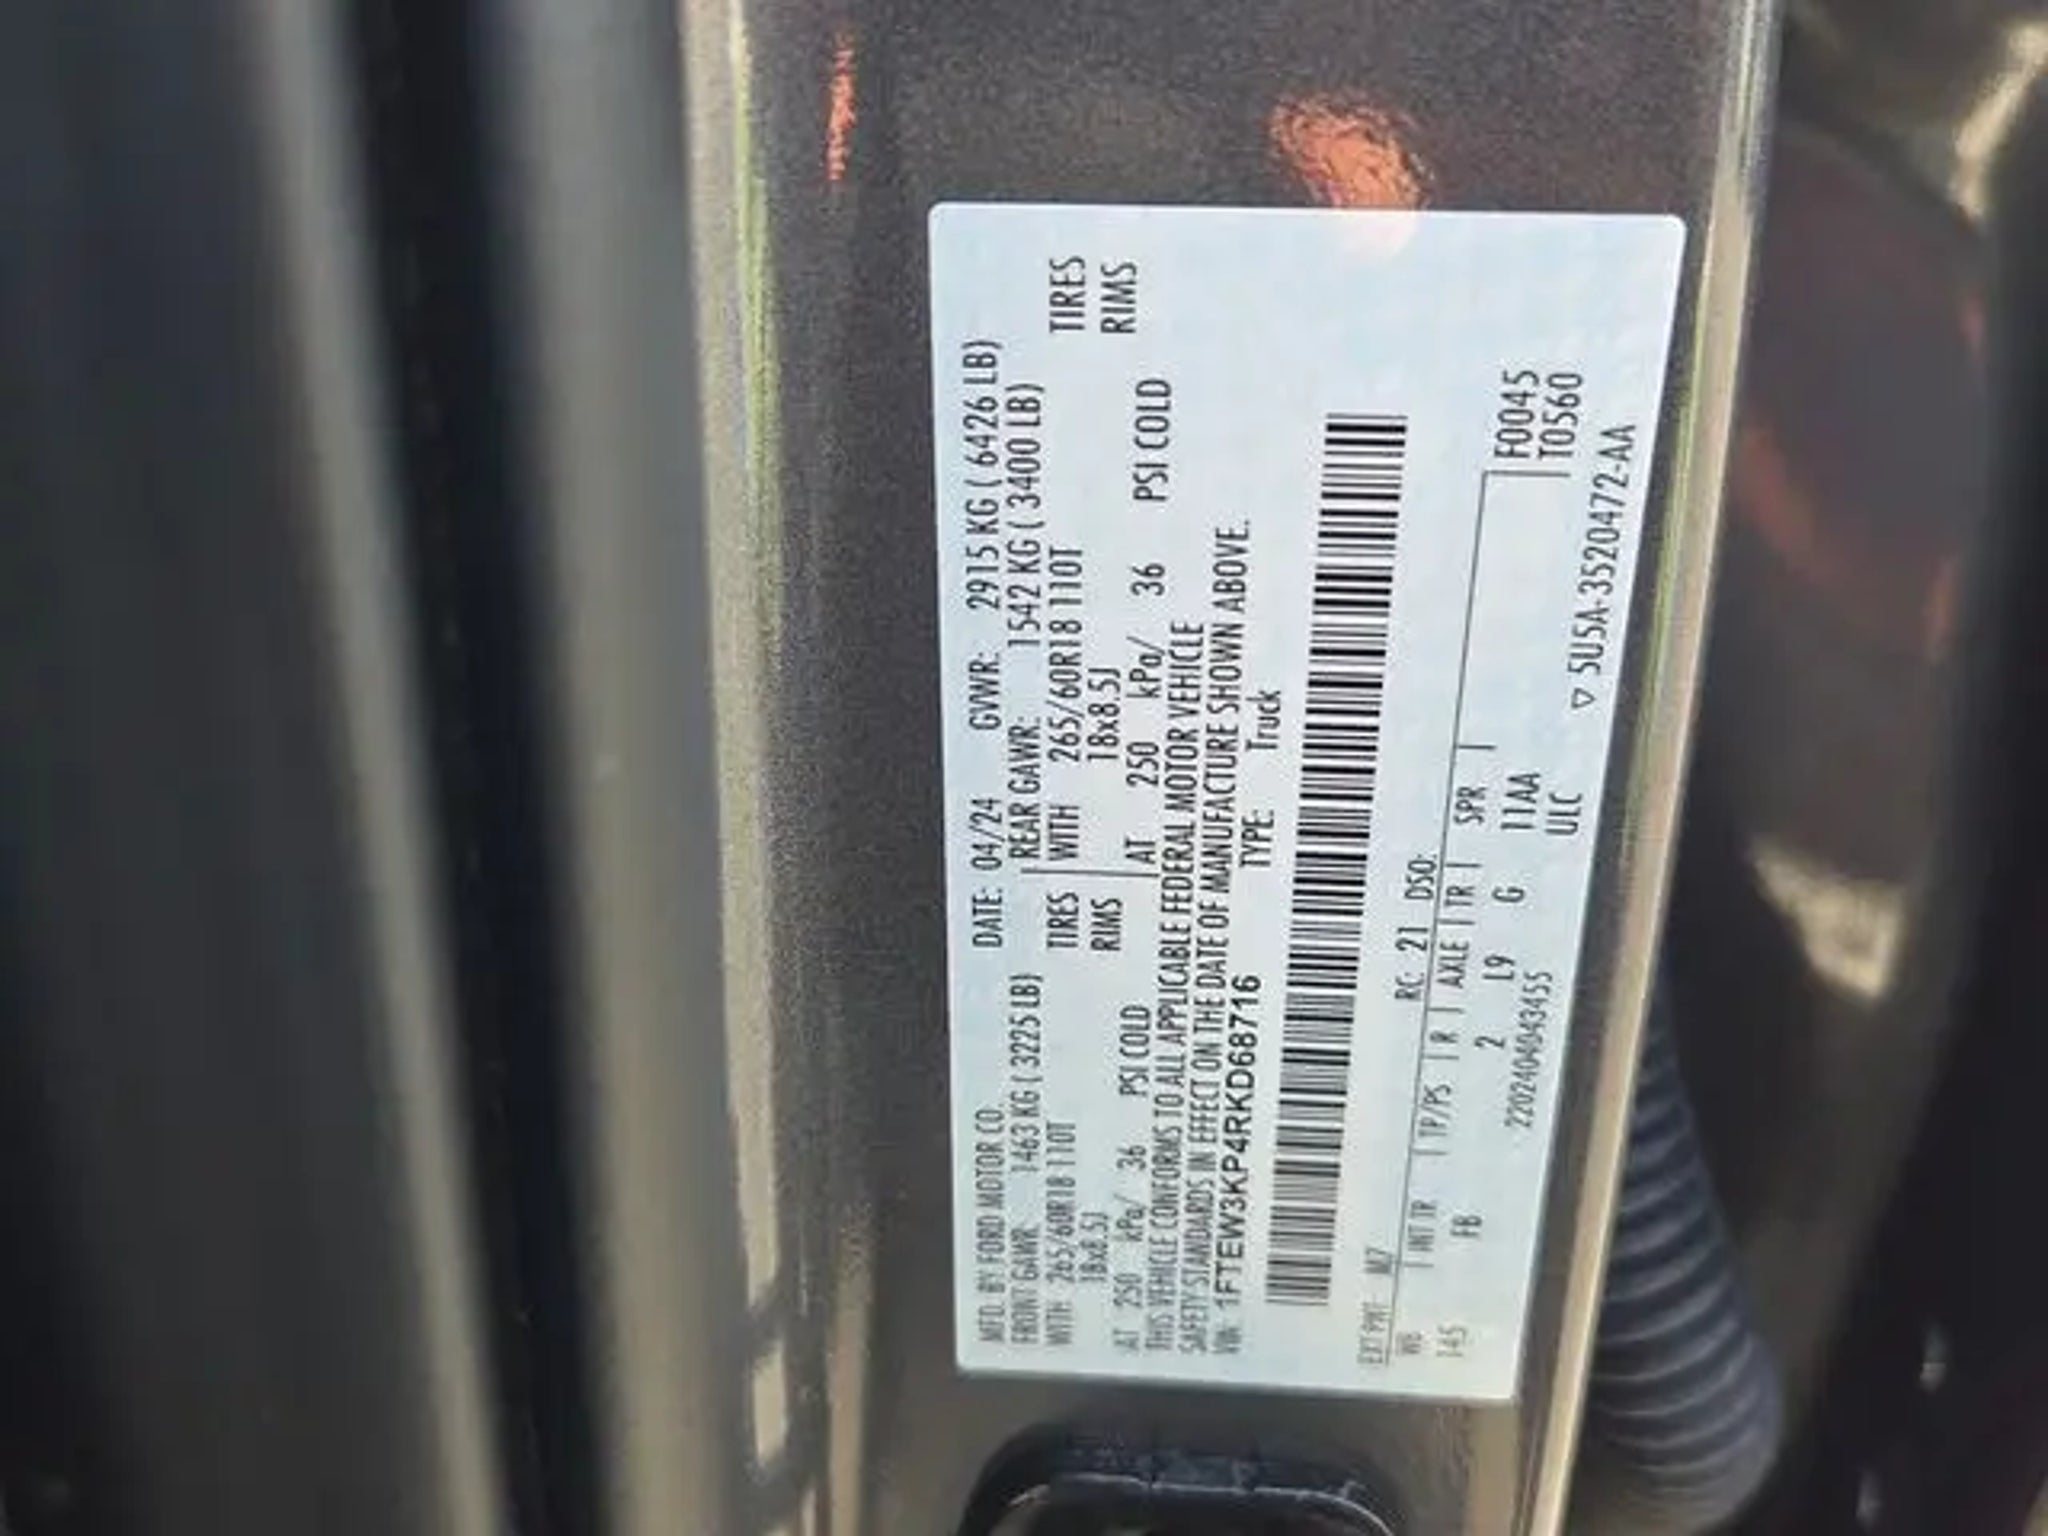 MFD. BY FORD MOTOR CO. DATE: 04/24 GVWR: 2915 KG ( 6426 LB)
FRONT GAWR: 1463 KG ( 3225 LB) REAR GAWR: 1542 KG ( 3400 LB)
WITH 265/60R18 110T TIRES WITH 265/60R18 110T TIRES
18x8.5J RIMS 18x8.5J RIMS
AT 250 kPa/ 36 PSI COLD AT 250 kPa/ 36 PSI COLD
THIS VEHICLE CONFORMS TO ALL APPLICABLE FEDERAL MOTOR VEHICLE
SAFETY STANDARDS IN EFFECT ON THE DATE OF MANUFACTURE SHOWN ABOVE.
VIN: 1FTEW3KP4RKD68716 TYPE: Truck
EXT PNT: M7 RC: 21 DSO:
WB INT TR TP/PS R AXLE TR SPR F0045
145 FB 2 L9 G 11AA T0560
ULC
2202404043455 ▽ 5U5A-3520472-AA